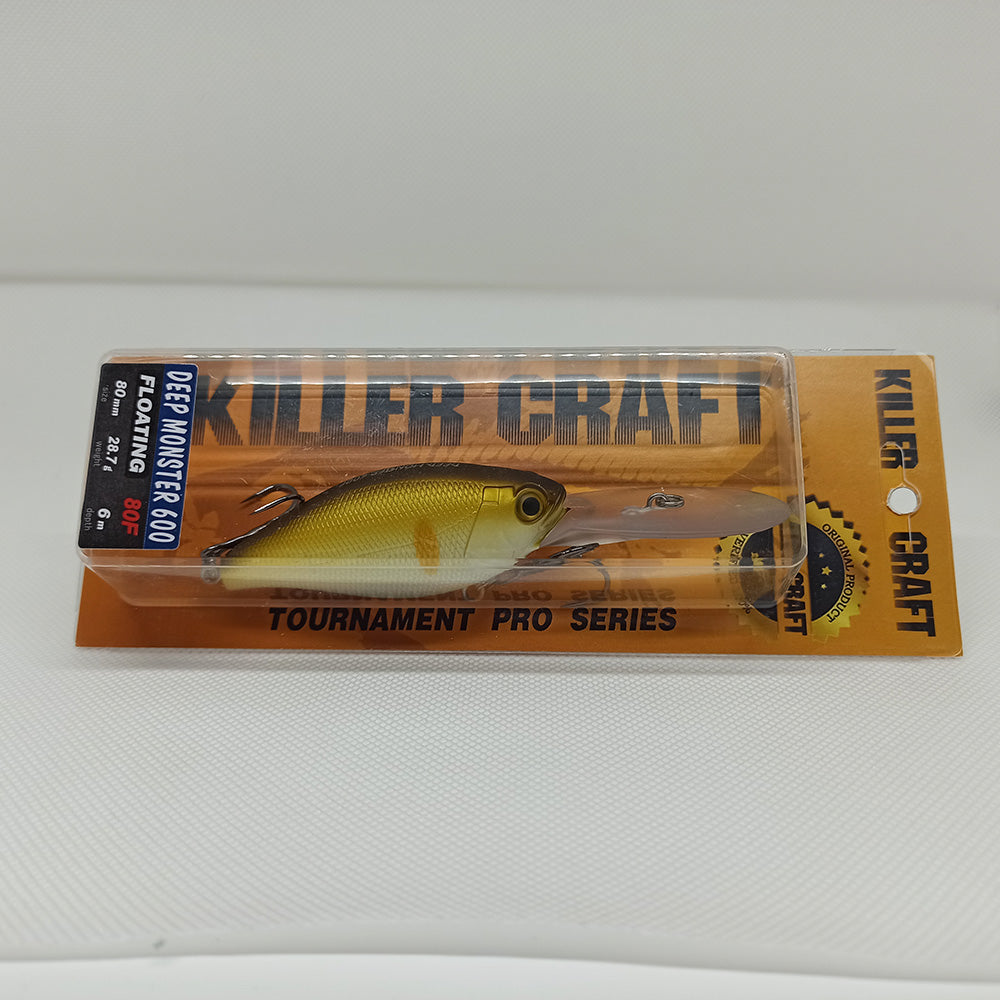 KILLER CRAFT
TOURNAMENT PRO SERIES
DEEP MONSTER 600
FLOATING 80F
80mm 28.7g 6m
size weight depth
KILLER CRAFT
ORIGINAL PRODUCT
CRAFT